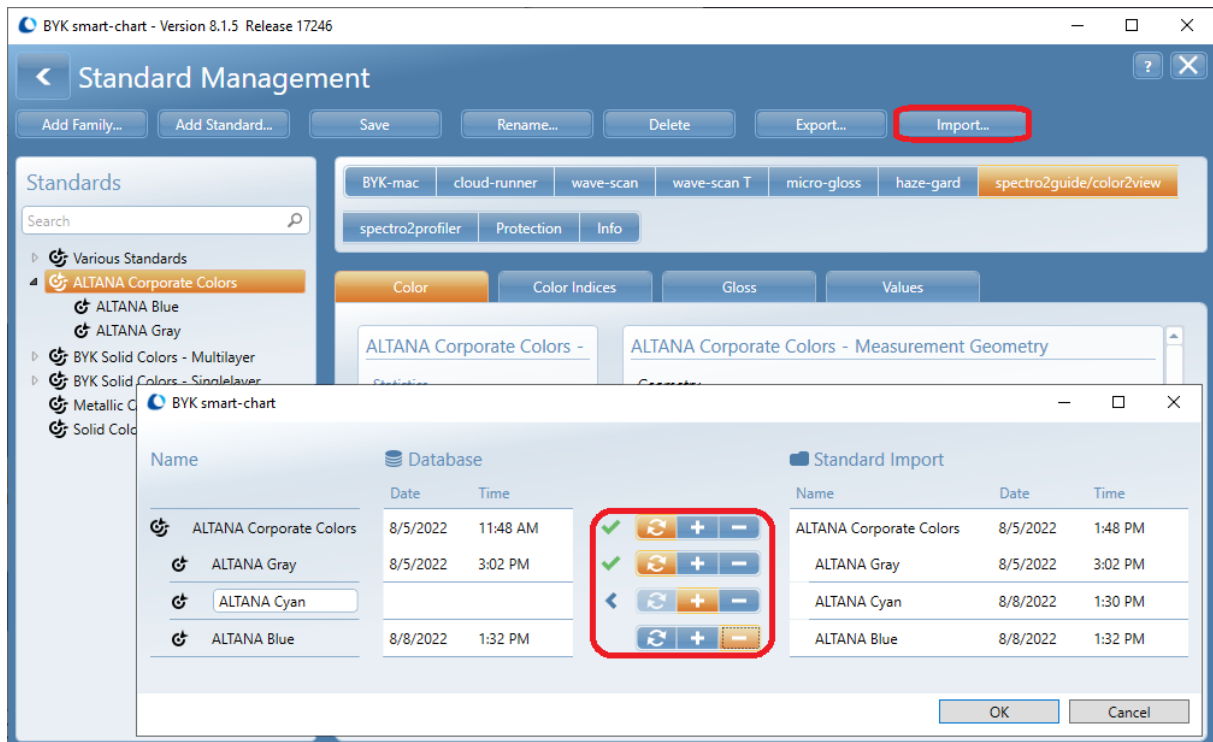 BYK smart-chart - Version 8.1.5 Release 17246
Standard Management
?
Add Family... Add Standard... Save Rename... Delete Export... Import...
Standards
Search
Various Standards
ALTANA Corporate Colors
ALTANA Blue
ALTANA Gray
BYK Solid Colors - Multilayer
BYK Solid Colors - Singlelayer
Metallic C
Solid Colo
BYK-mac cloud-runner wave-scan wave-scan T micro-gloss haze-gard spectro2guide/color2view
spectro2profiler Protection Info
Color Color Indices Gloss Values
ALTANA Corporate Colors - ALTANA Corporate Colors - Measurement Geometry
Statistics Geometry
BYK smart-chart
Name Database Standard Import
Date Time Name Date Time
ALTANA Corporate Colors 8/5/2022 11:48 AM ALTANA Corporate Colors 8/5/2022 1:48 PM
ALTANA Gray 8/5/2022 3:02 PM ALTANA Gray 8/5/2022 3:02 PM
ALTANA Cyan ALTANA Cyan 8/8/2022 1:30 PM
ALTANA Blue 8/8/2022 1:32 PM ALTANA Blue 8/8/2022 1:32 PM
OK Cancel